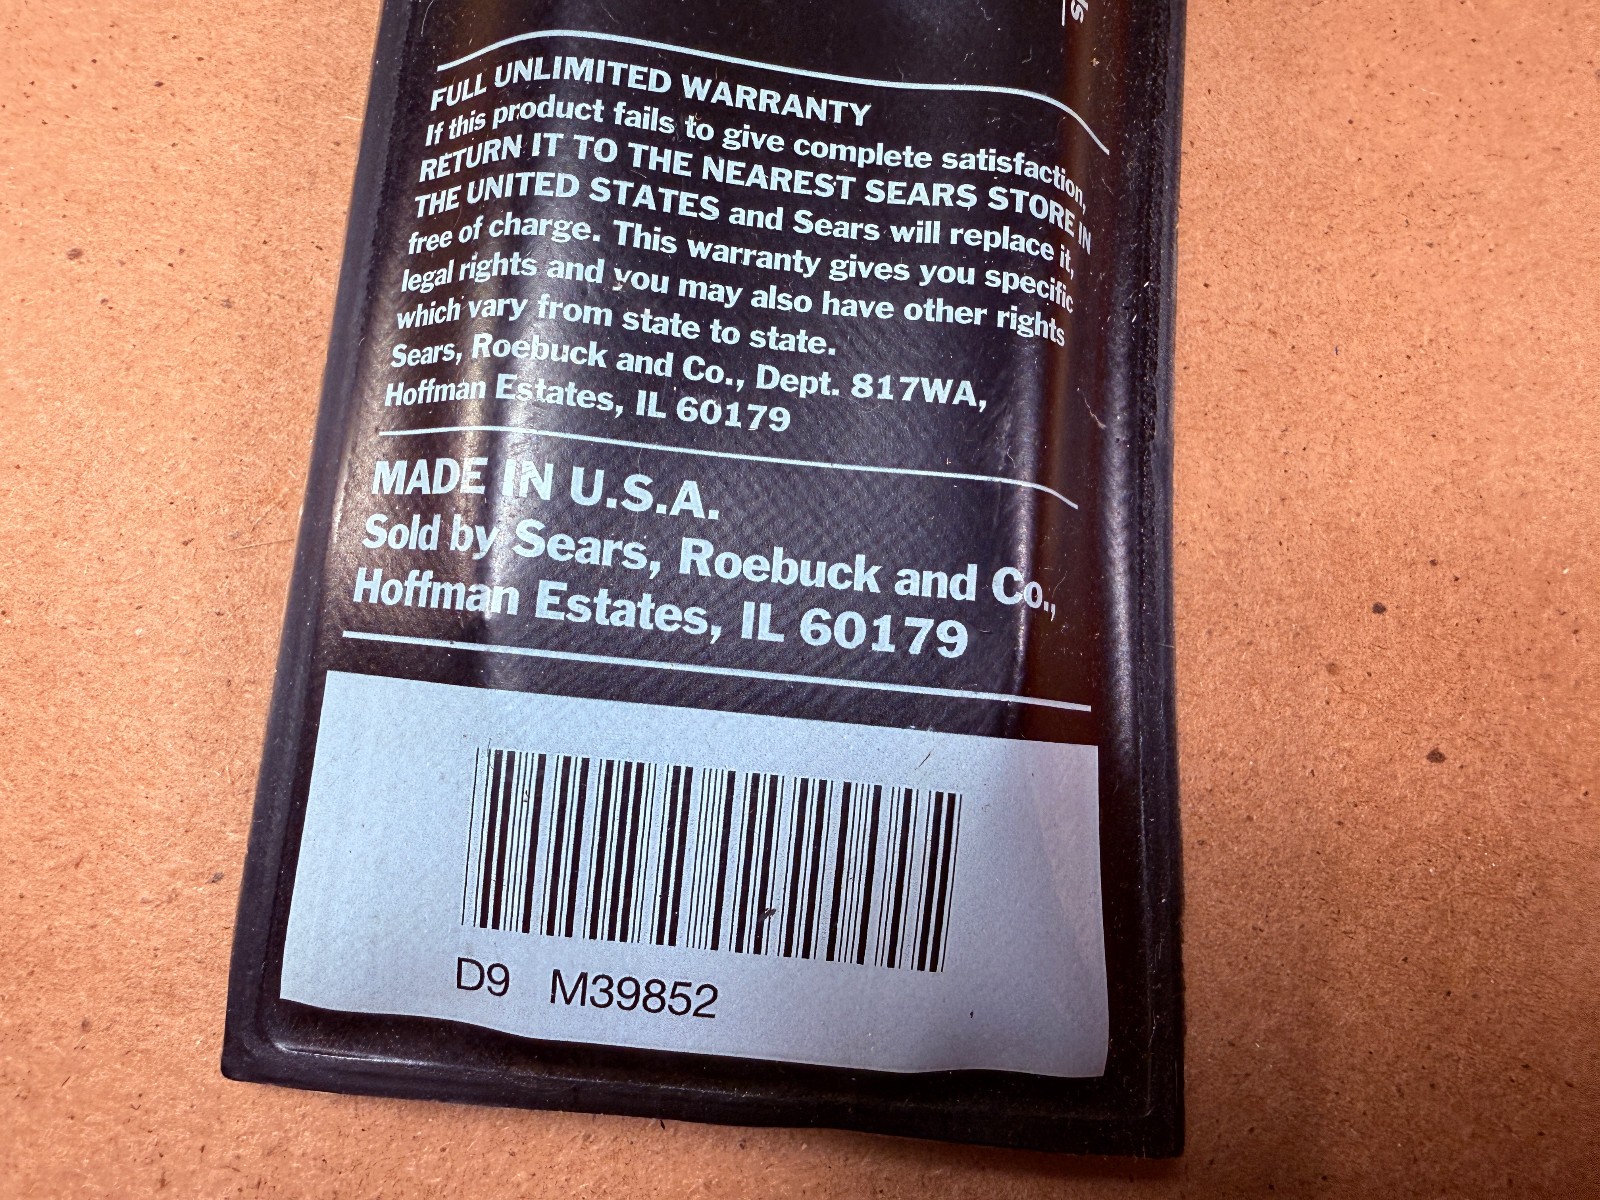 FULL UNLIMITED WARRANTY
If this product fails to give complete satisfaction,
RETURN IT TO THE NEAREST SEARS STORE IN
THE UNITED STATES and Sears will replace it,
free of charge. This warranty gives you specific
legal rights and you may also have other rights
which vary from state to state.
Sears, Roebuck and Co., Dept. 817WA,
Hoffman Estates, IL 60179
MADE IN U.S.A.
Sold by Sears, Roebuck and Co.,
Hoffman Estates, IL 60179
D9 M39852